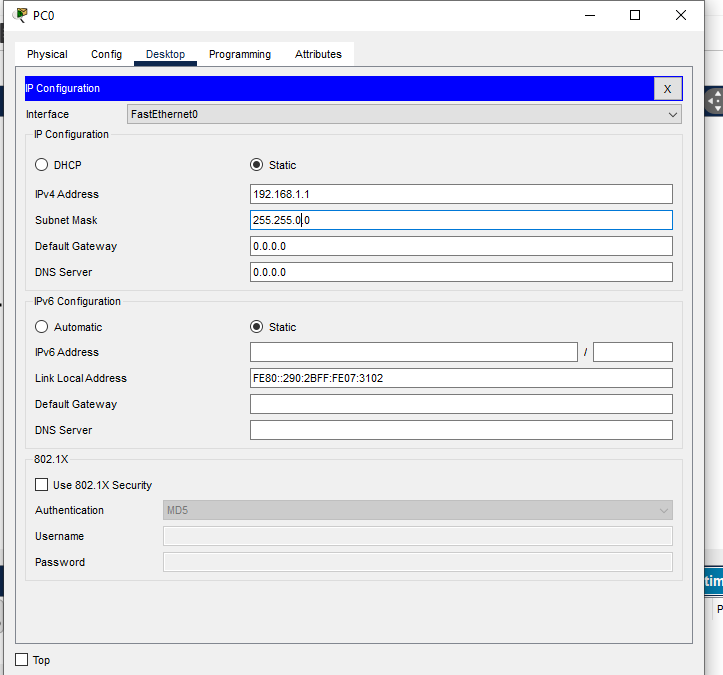 PC0
Physical Config Desktop Programming Attributes
IP Configuration X
Interface FastEthernet0
IP Configuration
DHCP Static
IPv4 Address 192.168.1.1
Subnet Mask 255.255.0.0
Default Gateway 0.0.0.0
DNS Server 0.0.0.0
IPv6 Configuration
Automatic Static
IPv6 Address /
Link Local Address FE80::290:2BFF:FE07:3102
Default Gateway
DNS Server
802.1X
Use 802.1X Security
Authentication MD5
Username
tim
Password
P
Top